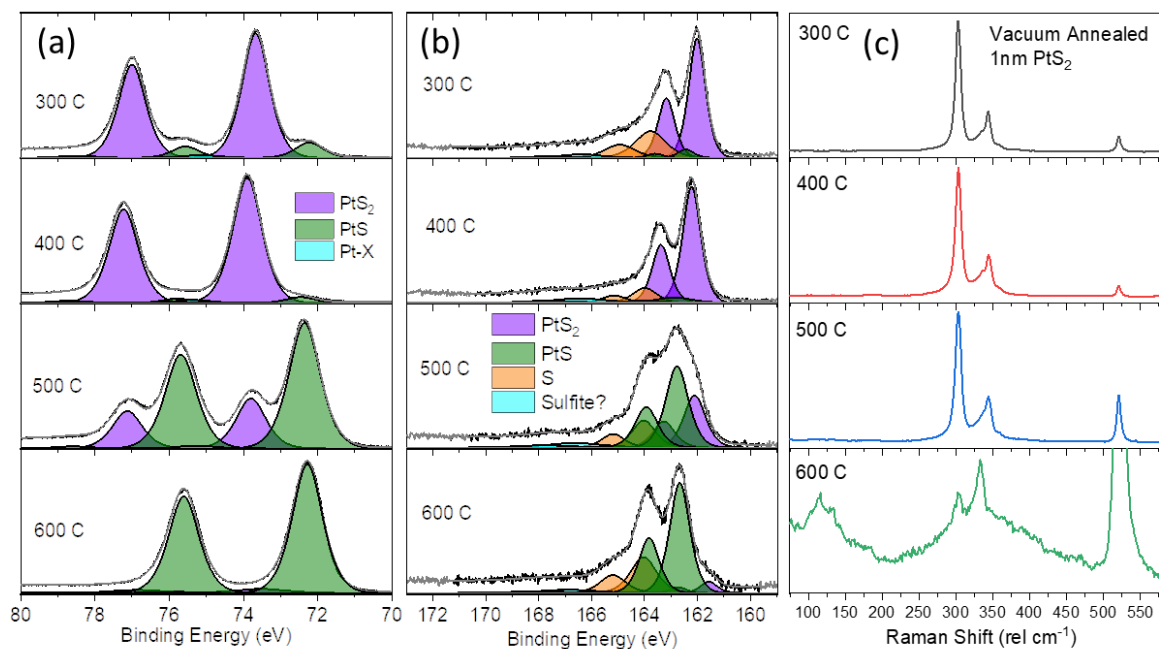 (a)
300 C
400 C
PtS₂
PtS
Pt-X
500 C
600 C
80 78 76 74 72 70
Binding Energy (eV)
(b)
300 C
400 C
PtS₂
PtS
S
Sulfite?
500 C
600 C
172 170 168 166 164 162 160
Binding Energy (eV)
300 C
(c)
Vacuum Annealed
1nm PtS₂
400 C
500 C
600 C
100 150 200 250 300 350 400 450 500 550
Raman Shift (rel cm⁻¹)